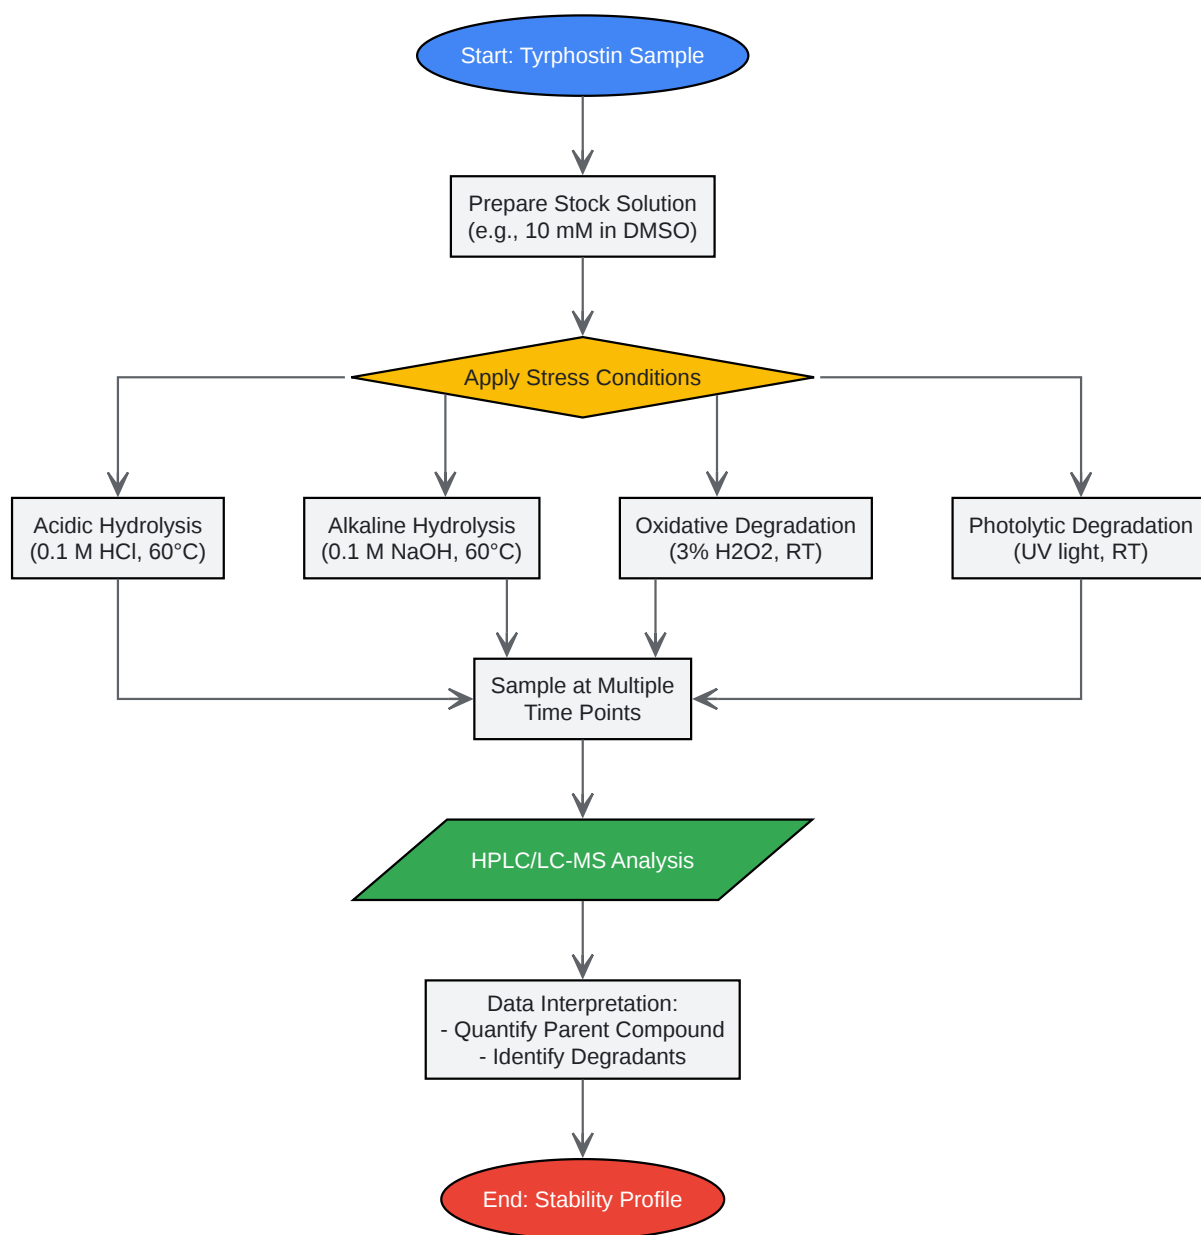 Start: Tyrphostin Sample
Prepare Stock Solution
(e.g., 10 mM in DMSO)
Apply Stress Conditions
Acidic Hydrolysis
(0.1 M HCl, 60°C)
Alkaline Hydrolysis
(0.1 M NaOH, 60°C)
Oxidative Degradation
(3% H2O2, RT)
Photolytic Degradation
(UV light, RT)
Sample at Multiple
Time Points
HPLC/LC-MS Analysis
Data Interpretation:
- Quantify Parent Compound
- Identify Degradants
End: Stability Profile